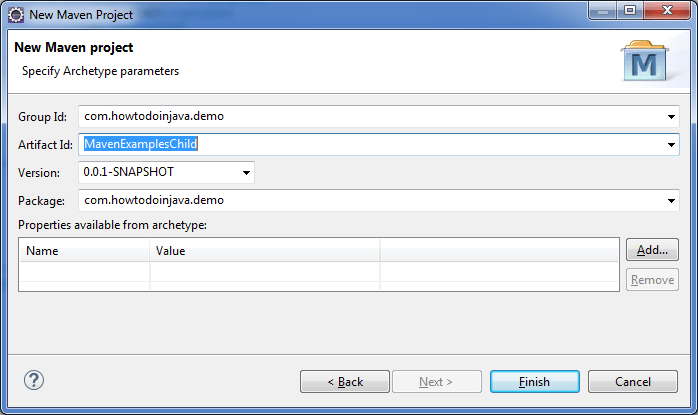 New Maven Project
New Maven project
Specify Archetype parameters
M
Group Id: com.howtodoinjava.demo
Artifact Id: MavenExamplesChild
Version: 0.0.1-SNAPSHOT
Package: com.howtodoinjava.demo
Properties available from archetype:
Name Value
Add...
Remove
? < Back Next > Finish Cancel